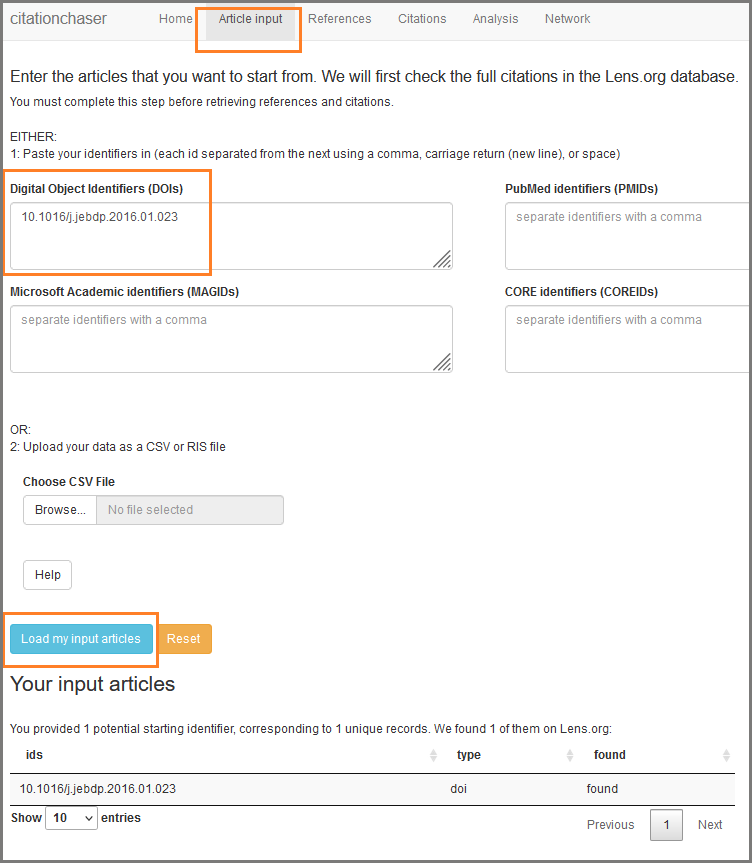 citationchaser Home Article input References Citations Analysis Network
Enter the articles that you want to start from. We will first check the full citations in the Lens.org database.
You must complete this step before retrieving references and citations.
EITHER:
1: Paste your identifiers in (each id separated from the next using a comma, carriage return (new line), or space)
Digital Object Identifiers (DOIs) PubMed identifiers (PMIDs)
10.1016/j.jebdp.2016.01.023 separate identifiers with a comma
Microsoft Academic identifiers (MAGIDs) CORE identifiers (COREIDs)
separate identifiers with a comma separate identifiers with a comma
OR:
2: Upload your data as a CSV or RIS file
Choose CSV File
Browse... No file selected
Help
Load my input articles Reset
Your input articles
You provided 1 potential starting identifier, corresponding to 1 unique records. We found 1 of them on Lens.org:
ids type found
10.1016/j.jebdp.2016.01.023 doi found
Show 10 entries Previous 1 Next